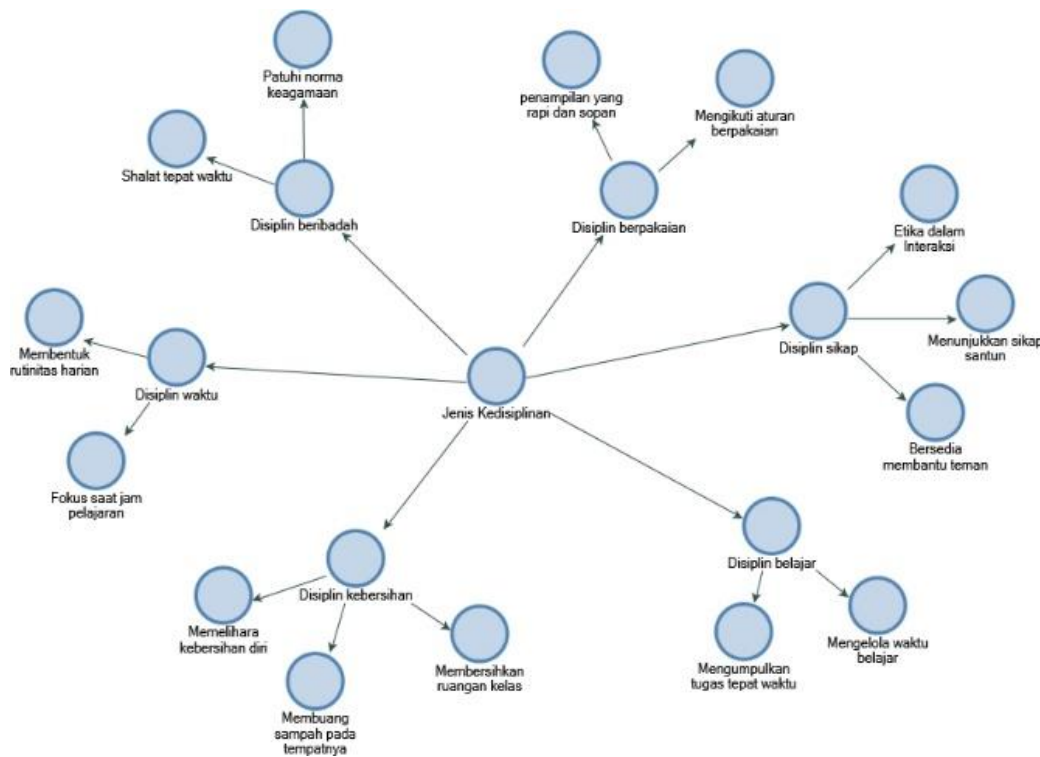 Patuhi norma
keagamaan
penampilan yang
rapi dan sopan
Mengikuti aturan
berpakaian
Shalat tepat waktu
Disiplin beribadah
Disiplin berpakaian
Etika dalam
Interaksi
Membentuk
rutinitas harian
Disiplin waktu
Disiplin sikap
Menunjukkan sikap
santun
Jenis Kedisiplinan
Bersedia
membantu teman
Fokus saat jam
pelajaran
Disiplin belajar
Disiplin kebersihan
Memelihara
kebersihan diri
Membersihkan
ruangan kelas
Mengumpulkan
tugas tepat waktu
Mengelola waktu
belajar
Membuang
sampah pada
tempatnya